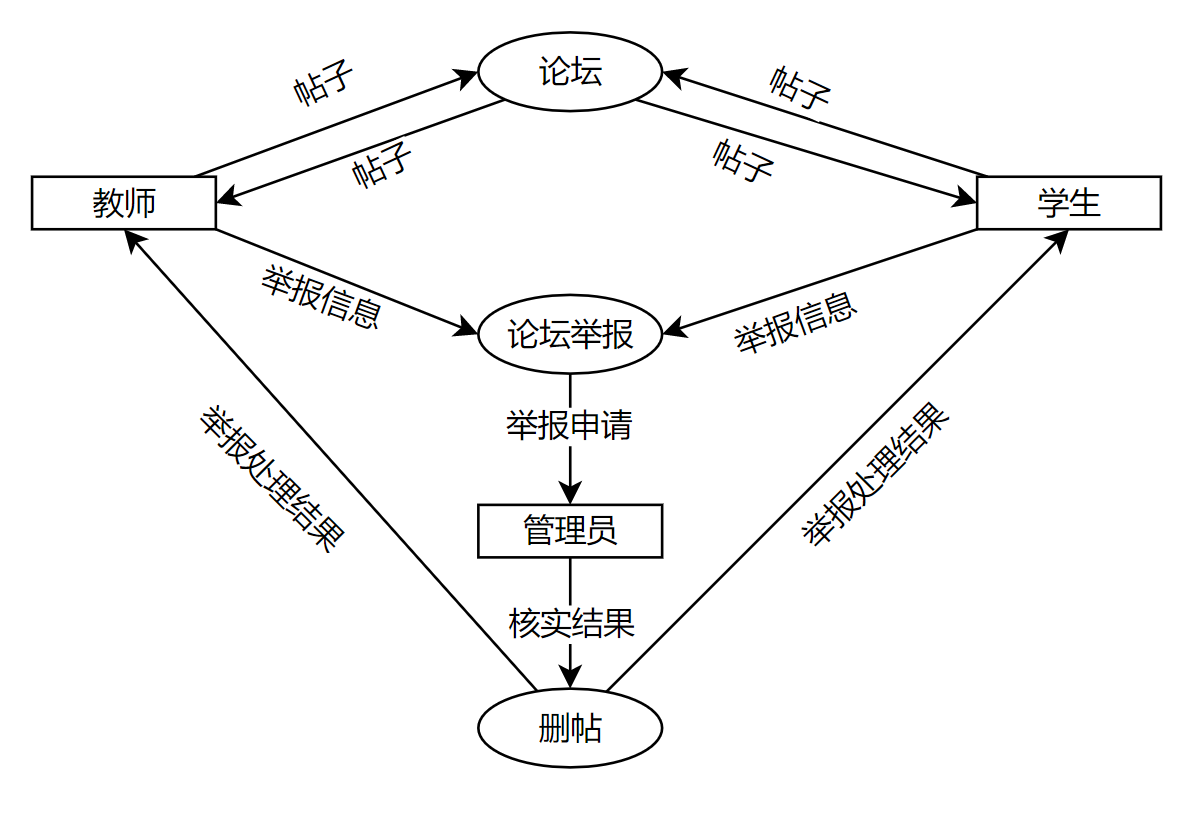 论坛
帖子
帖子
帖子
帖子
教师
学生
举报信息
论坛举报
举报信息
举报申请
举报处理结果
举报处理结果
管理员
核实结果
删帖